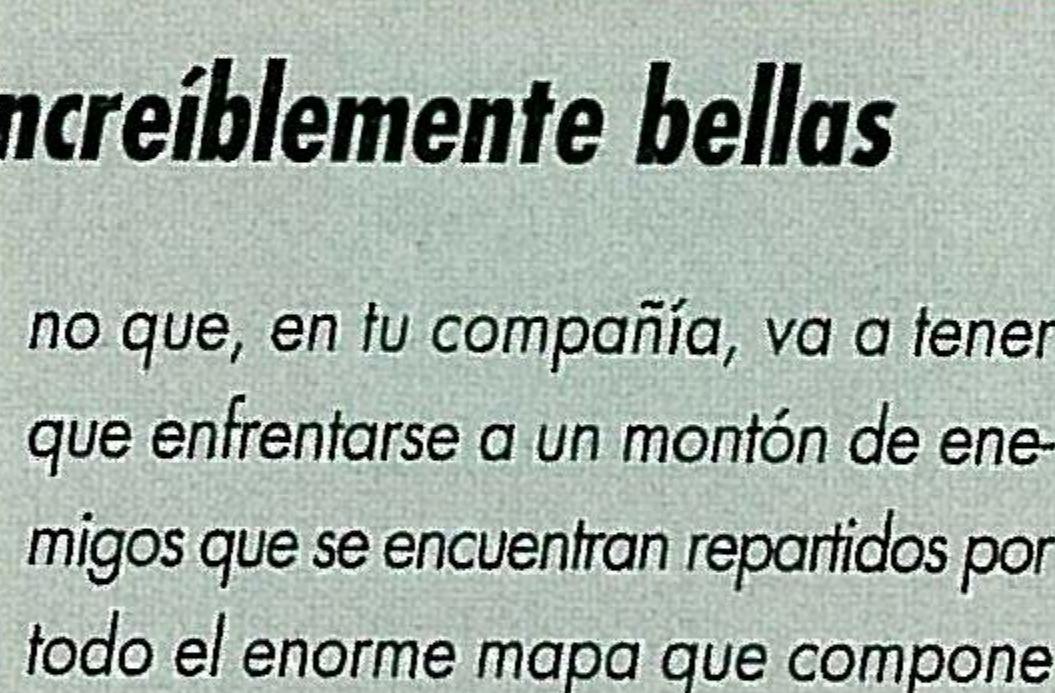 ncreíblemente bellas
no que, en tu compañía, va a tener
que enfrentarse a un montón de ene-
migos que se encuentran repartidos por
todo el enorme mapa que compone